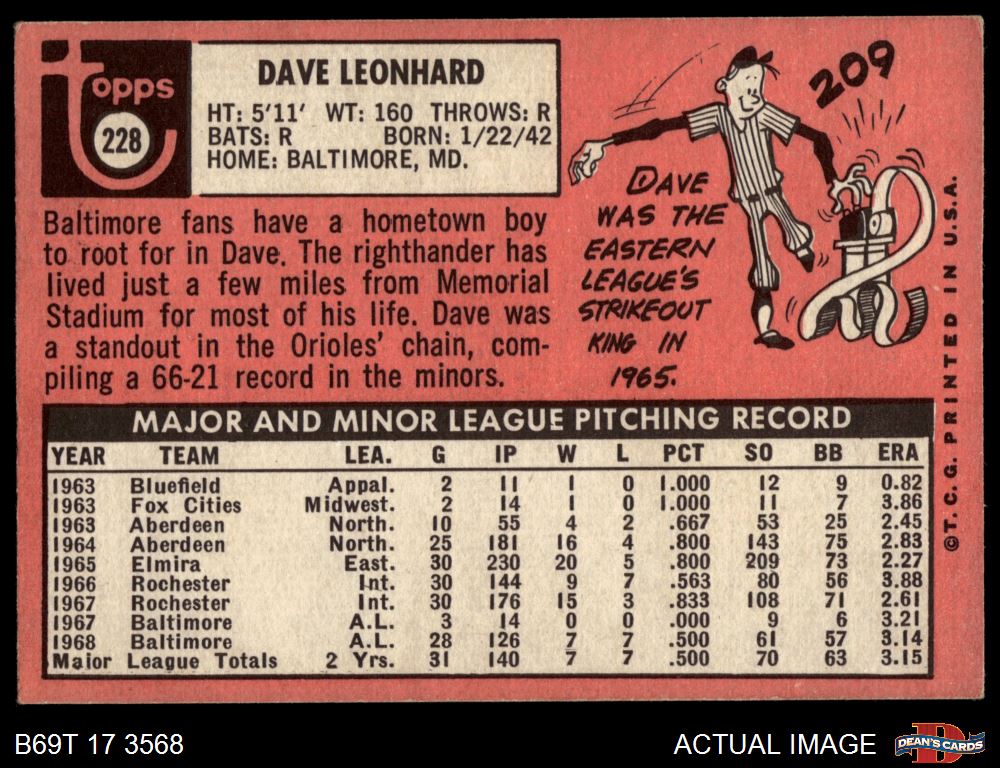 topps
228
DAVE LEONHARD
HT: 5'11' WT: 160 THROWS: R
BATS: R BORN: 1/22/42
HOME: BALTIMORE, MD.
Baltimore fans have a hometown boy
to root for in Dave. The righthander has
lived just a few miles from Memorial
Stadium for most of his life. Dave was
a standout in the Orioles' chain, com-
piling a 66-21 record in the minors.
209
DAVE
WAS THE
EASTERN
LEAGUE'S
STRIKEOUT
KING IN
1965.
©T.C.G. PRINTED IN U.S.A.
MAJOR AND MINOR LEAGUE PITCHING RECORD
YEAR TEAM LEA. G IP W L PCT SO BB ERA
1963 Bluefield Appal. 2 11 1 0 1.000 12 9 0.82
1963 Fox Cities Midwest. 2 14 1 0 1.000 11 7 3.86
1963 Aberdeen North. 10 55 4 2 .667 53 25 2.45
1964 Aberdeen North. 25 181 16 4 .800 143 75 2.83
1965 Elmira East. 30 230 20 5 .800 209 73 2.27
1966 Rochester Int. 30 144 9 7 .563 80 56 3.88
1967 Rochester Int. 30 176 15 3 .833 108 71 2.61
1967 Baltimore A.L. 3 14 0 0 .000 9 6 3.21
1968 Baltimore A.L. 28 126 7 7 .500 61 57 3.14
Major League Totals 2 Yrs. 31 140 7 7 .500 70 63 3.15
B69T 17 3568
ACTUAL IMAGE
D
DEAN'S CARDS